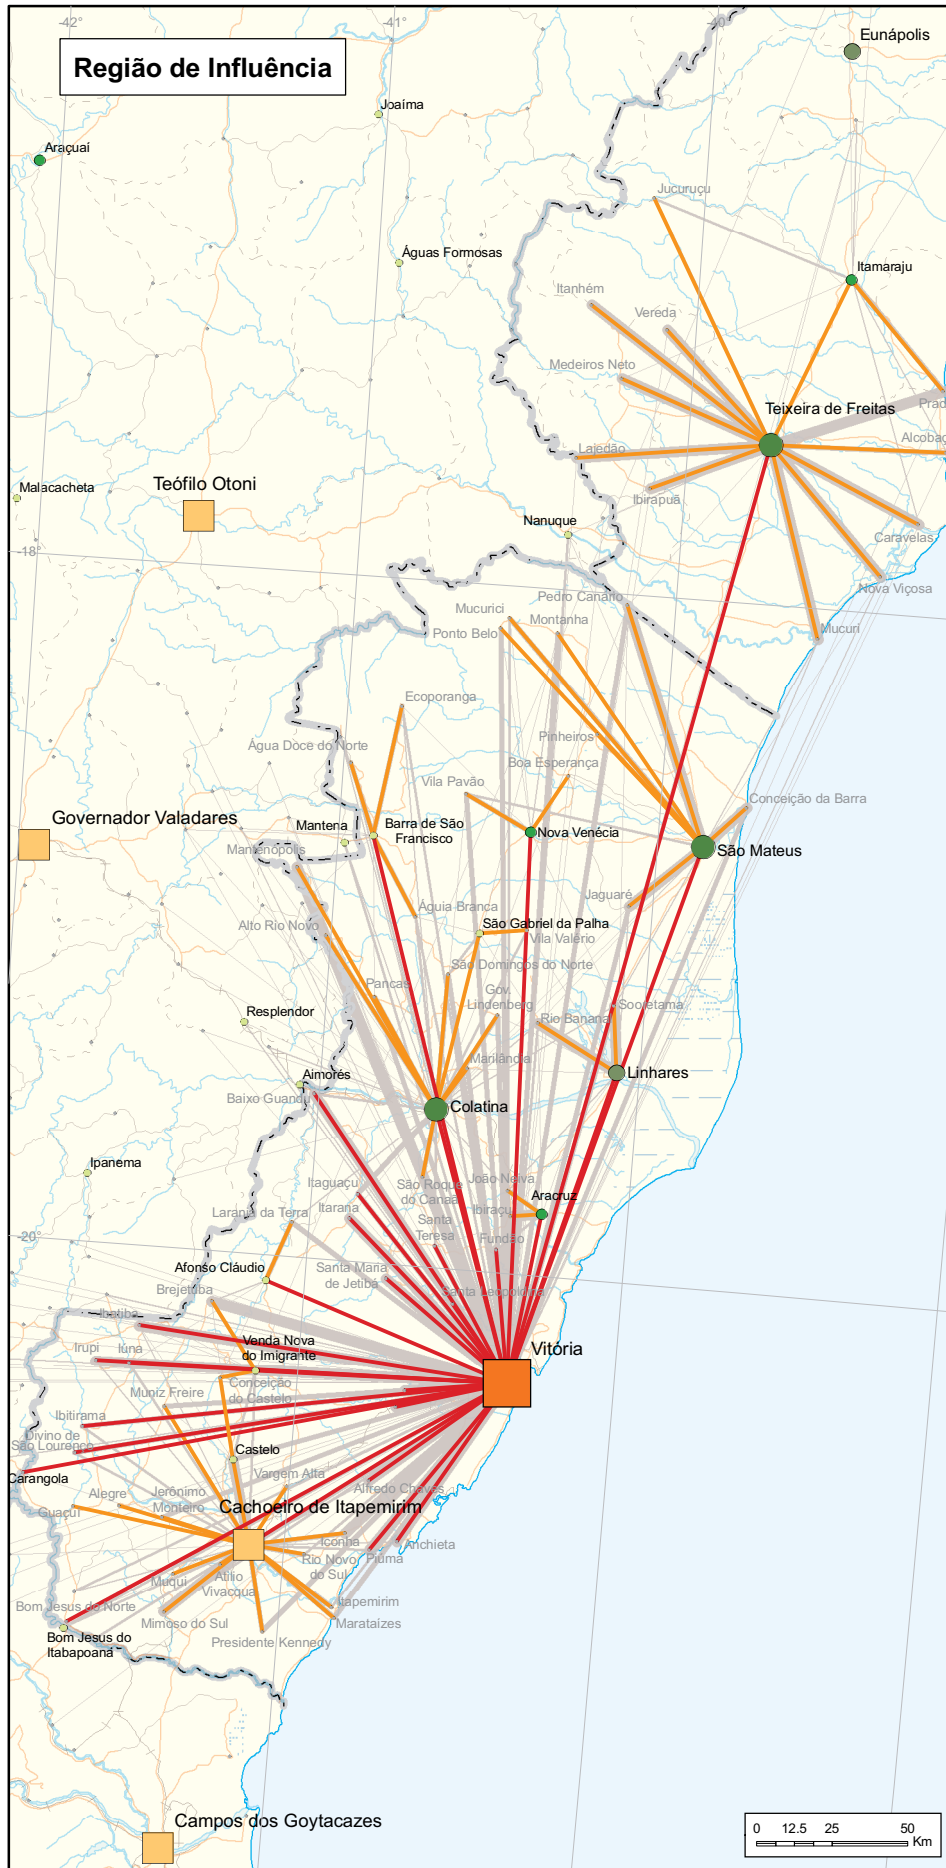 -42
-41
-40
Região de Influência
Eunápolis
Joaíma
Araçuaí
Jucuruçu
Águas Formosas
Itamaraju
Itanhém
Vereda
Medeiros Neto
Teixeira de Freitas
Alcobaç
Lajedão
Teófilo Otoni
Malacacheta
Ibirapuã
Nanuque
Caravelas
-18°
Nova Viçosa
Pedro Canário
Mucurici
Montanha
Ponto Belo
Mucuri
Ecoporanga
Água Doce do Norte
Pinheiros
Boa Esperança
Vila Pavão
Conceição da Barra
Governador Valadares
Mantena
Barra de São
Francisco
Nova Venécia
Mantenópolis
São Mateus
Jaguaré
Águia Branca
São Gabriel da Palha
Alto Rio Novo
Vila Valério
São Domingos do Norte
Pancas
Gov.
Lindenberg
Sooretama
Rio Bananal
Resplendor
Marilândia
Linhares
Aimorés
Baixo Guandu
Colatina
Ipanema
São Roque
do Canaã
João Neiva
Itaguaçu
Aracruz
Laranja da Terra
Itarana
Ibiraçu
Santa
Teresa
Fundão
-20°
Afonso Cláudio
Santa Maria
de Jetibá
Santa Leopoldina
Brejetuba
Ibatiba
Venda Nova
do Imigrante
Vitória
Irupi
Iúna
Conceição
do Castelo
Muniz Freire
Ibitirama
Divino de
São Lourenço
Castelo
Carangola
Vargem Alta
Alfredo Chaves
Jerônimo
Monteiro
Alegre
Guaçuí
Cachoeiro de Itapemirim
Iconha
Anchieta
Piúma
Rio Novo
do Sul
Muqui
Atilio
Vivacqua
Bom Jesus do Norte
Itapemirim
Mimoso do Sul
Marataízes
Bom Jesus do
Itabapoana
Presidente Kennedy
Campos dos Goytacazes
0 12.5 25 50
Km